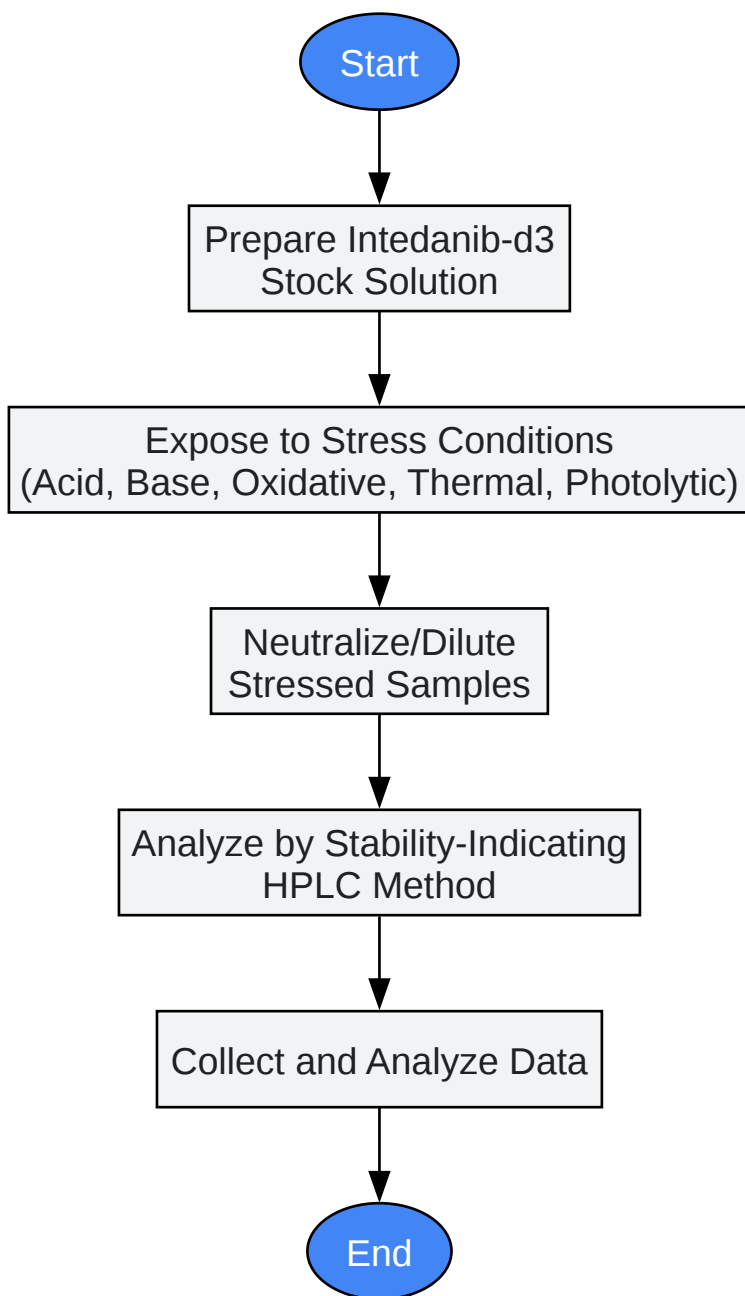 Start
Prepare Intedanib-d3
Stock Solution
Expose to Stress Conditions
(Acid, Base, Oxidative, Thermal, Photolytic)
Neutralize/Dilute
Stressed Samples
Analyze by Stability-Indicating
HPLC Method
Collect and Analyze Data
End